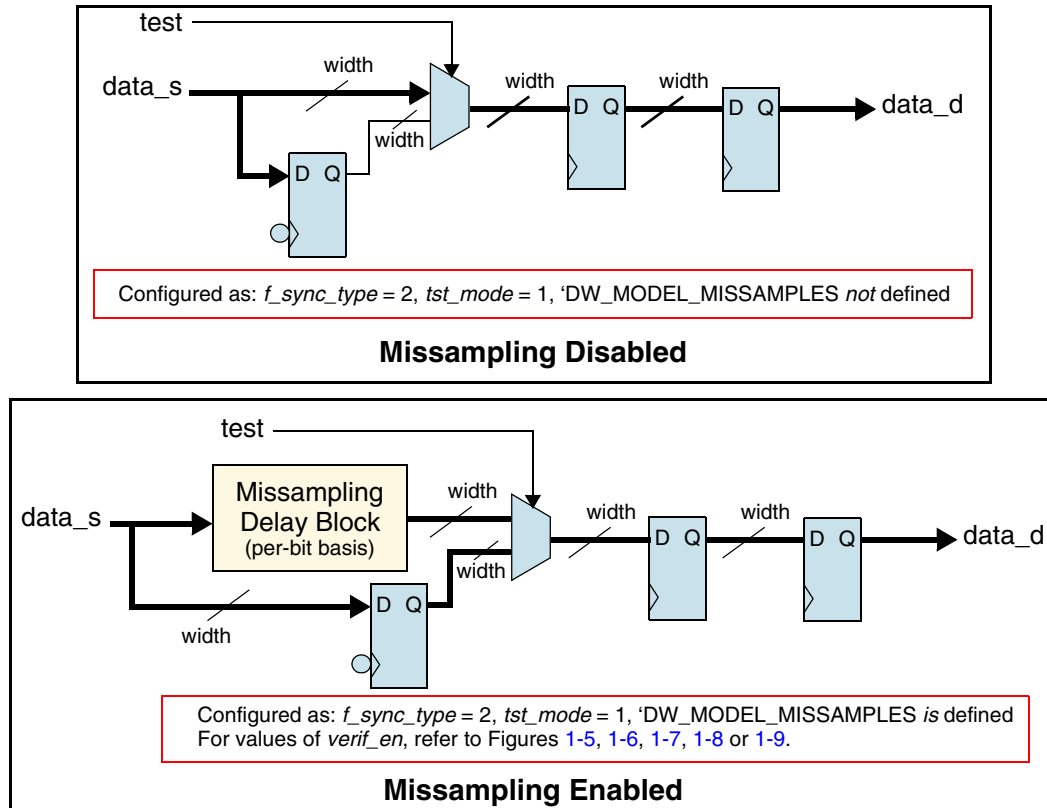 test
width
width
data_s
data_d
width
width
D Q
D Q
D Q
Configured as: f_sync_type = 2, tst_mode = 1, ‘DW_MODEL_MISSAMPLES not defined
Missampling Disabled
test
Missampling
Delay Block
(per-bit basis)
width
width
width
data_s
data_d
width
D Q
D Q
D Q
width
Configured as: f_sync_type = 2, tst_mode = 1, ‘DW_MODEL_MISSAMPLES is defined
For values of verif_en, refer to Figures 1-5, 1-6, 1-7, 1-8 or 1-9.
Missampling Enabled